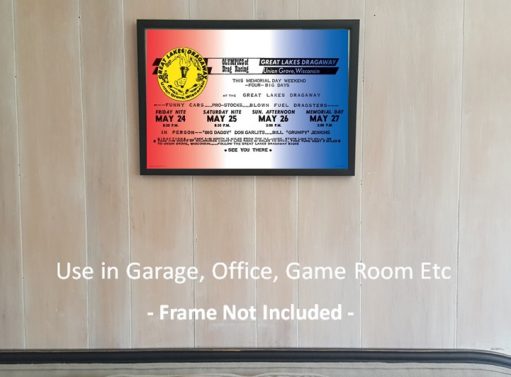 GREAT LAKES DRAGAWAY
OLYMPICS of
Drag Racing
GREAT LAKES DRAGAWAY
Union Grove, Wisconsin
THIS MEMORIAL DAY WEEKEND
-FOUR-BIG DAYS
AT THE GREAT LAKES DRAGAWAY
FUNNY CARS...PRO-STOCKS...BLOWN FUEL DRAGSTERS
FRIDAY NITE SATURDAY NITE SUN. AFTERNOON MEMORIAL DAY
MAY 24 MAY 25 MAY 26 MAY 27
IN PERSON--"BIG DADDY" DON GARLITS...BILL "GRUMPY" JENKINS
• SEE YOU THERE •
Use in Garage, Office, Game Room Etc
- Frame Not Included -